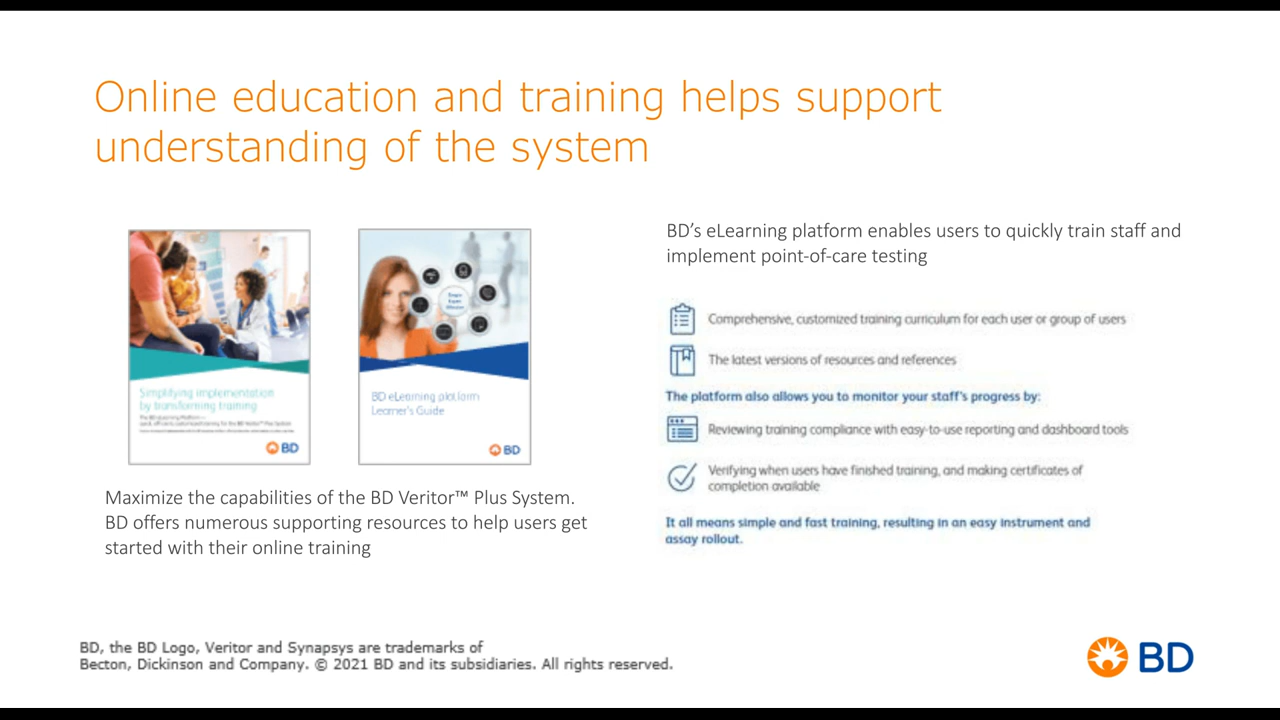 Online education and training helps support
understanding of the system
Simplifying implementation
by transforming training
BD
BD eLearning platform
Learner's Guide
BD
Maximize the capabilities of the BD Veritor™ Plus System.
BD offers numerous supporting resources to help users get
started with their online training
BD's eLearning platform enables users to quickly train staff and
implement point-of-care testing
Comprehensive, customized training curriculum for each user or group of users
The latest versions of resources and references
The platform also allows you to monitor your staff's progress by:
Reviewing training compliance with easy-to-use reporting and dashboard tools
Verifying when users have finished training, and making certificates of
completion available
It all means simple and fast training, resulting in an easy instrument and
assay rollout.
BD, the BD Logo, Veritor and Synapsys are trademarks of
Becton, Dickinson and Company. © 2021 BD and its subsidiaries. All rights reserved.
BD